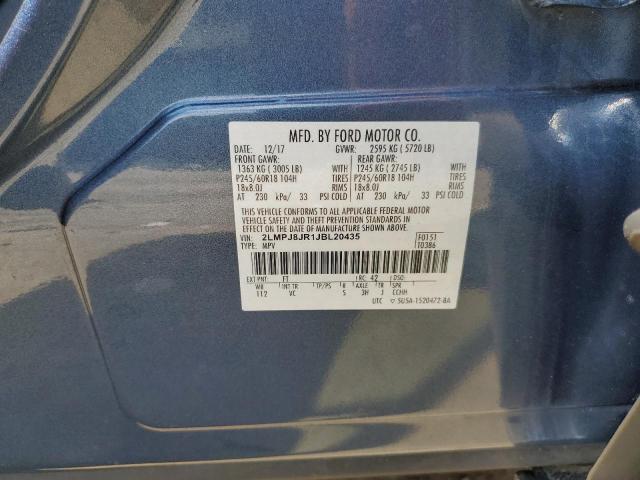 MFD. BY FORD MOTOR CO.
DATE: 12/17 GVWR: 2595 KG ( 5720 LB)
FRONT GAWR: REAR GAWR:
1363 KG ( 3005 LB) WITH 1245 KG ( 2745 LB) WITH
P245/60R18 104H TIRES P245/60R18 104H TIRES
18x8.0J RIMS 18x8.0J RIMS
AT 230 kPa/ 33 PSI COLD AT 230 kPa/ 33 PSI COLD
THIS VEHICLE CONFORMS TO ALL APPLICABLE FEDERAL MOTOR
VEHICLE SAFETY AND THEFT PREVENTION STANDARDS IN
EFFECT ON THE DATE OF MANUFACTURE SHOWN ABOVE.
VIN: 2LMPJ8JR1JBL20435 F0151
TYPE: MPV T0386
EXT PNT: FT RC: 42 DSO:
WB INT TR TP/PS R AXLE TR SPR
112 VC S 3H J CCHH
UTC 5U5A-1520472-BA